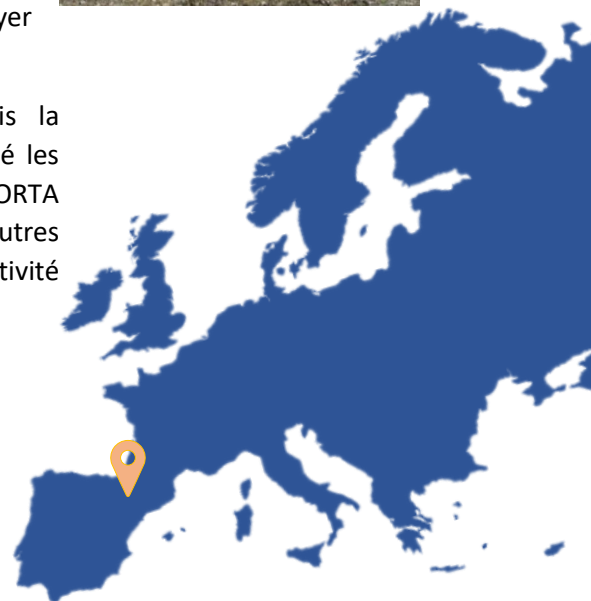 yer
is la
é les
ORTA
utres
tivité